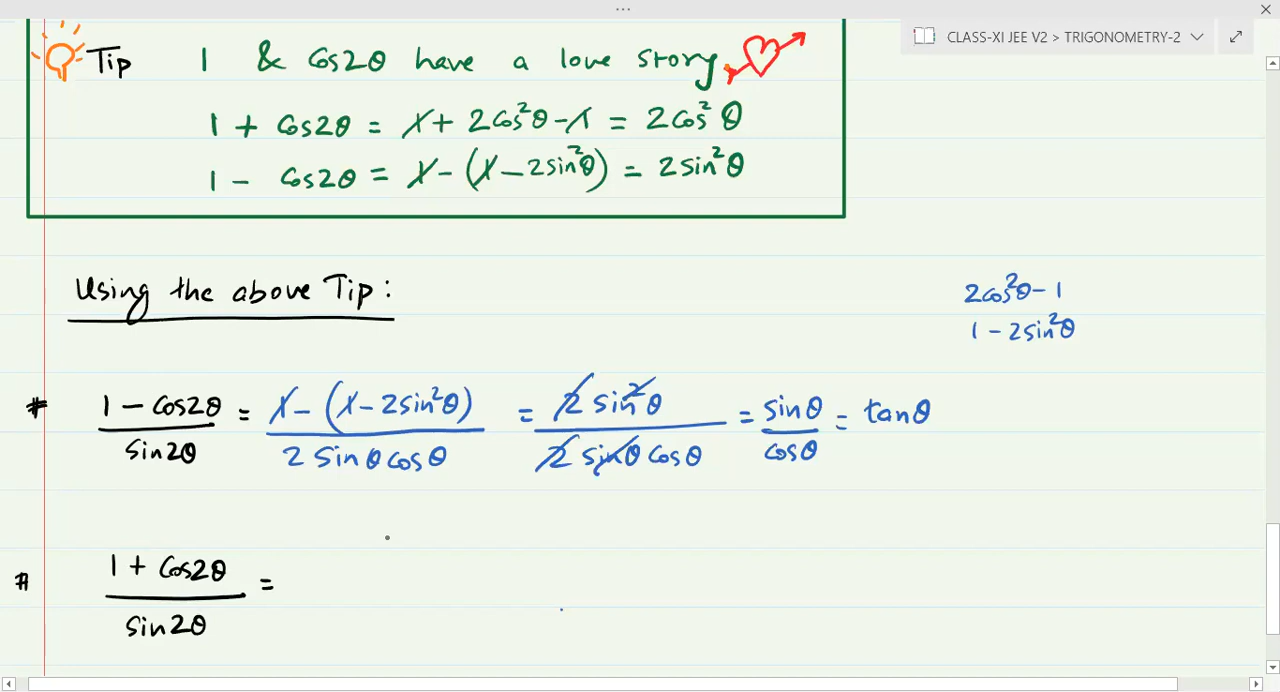 CLASS-XI JEE V2 > TRIGONOMETRY-2
Tip 1 & Cos2θ have a love story
1 + Cos2θ = 1 + 2Cos²θ - 1 = 2Cos²θ
1 - Cos2θ = 1 - (1 - 2sin²θ) = 2sin²θ
Using the above Tip:
2cos²θ - 1
1 - 2sin²θ
# (1 - cos2θ)/(sin2θ) = (1 - (1 - 2sin²θ))/(2 sinθ cosθ) = (2 sin²θ)/(2 sinθ cosθ) = sinθ/cosθ = tanθ
# (1 + Cos2θ)/(sin2θ) =